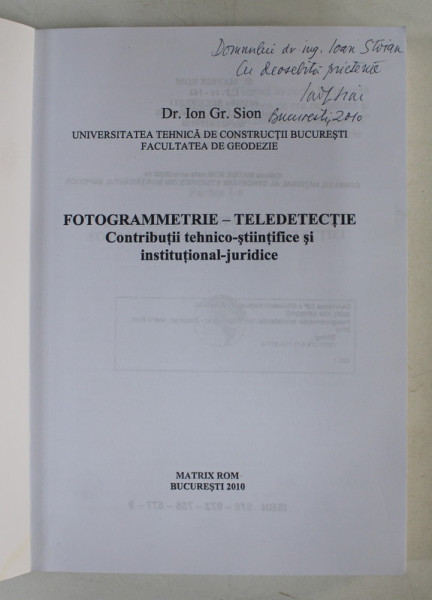 Domnului dr ing. Ioan Stoian
Cu deosebită prietenie
București, 2010
Dr. Ion Gr. Sion
UNIVERSITATEA TEHNICĂ DE CONSTRUCȚII BUCUREȘTI
FACULTATEA DE GEODEZIE
FOTOGRAMMETRIE – TELEDETECȚIE
Contribuții tehnico-științifice și
instituțional-juridice
MATRIX ROM
BUCUREȘTI 2010